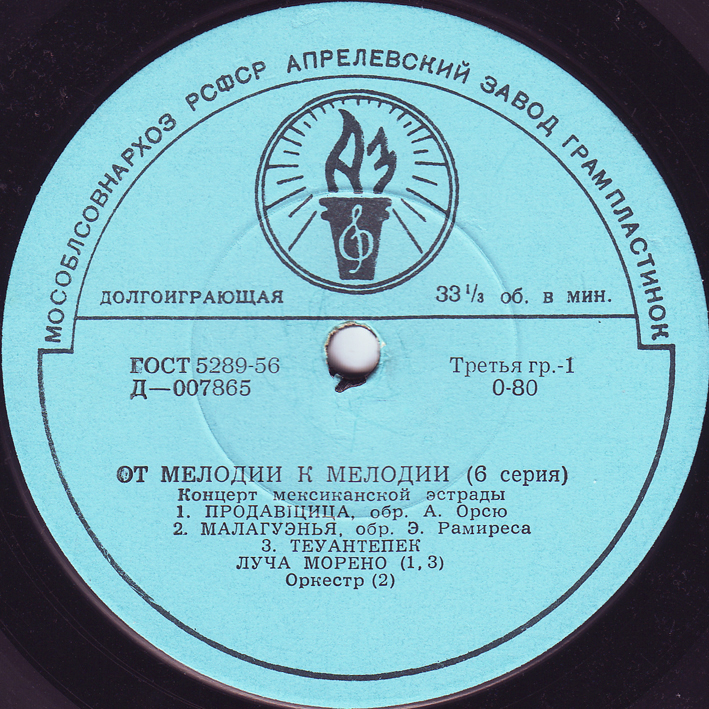 МОСОБЛСОВНАРХОЗ РСФСР АПРЕЛЕВСКИЙ ЗАВОД ГРАМПЛАСТИНОК
АЗ
ДОЛГОИГРАЮЩАЯ 33⅓ об. в мин.
ГОСТ 5289-56 Третья гр.-1
Д—007865 0-80
ОТ МЕЛОДИИ К МЕЛОДИИ (6 серия)
Концерт мексиканской эстрады
1. ПРОДАВЩИЦА, обр. А. Орсю
2. МАЛАГУЭНЬЯ, обр. Э. Рамиреса
3. ТЕУАНТЕПЕК
ЛУЧА МОРЕНО (1, 3)
Оркестр (2)